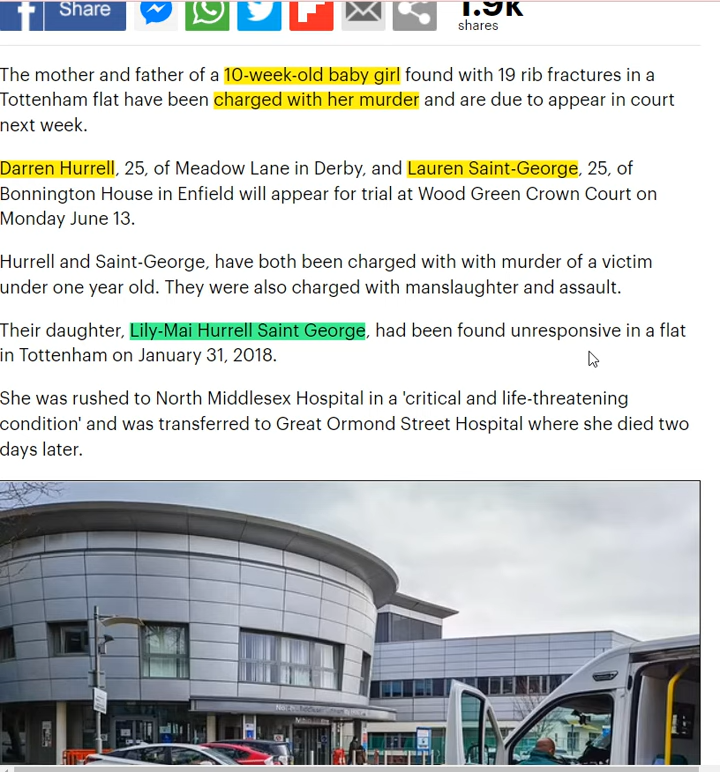 Share
1.9k
shares
The mother and father of a 10-week-old baby girl found with 19 rib fractures in a
Tottenham flat have been charged with her murder and are due to appear in court
next week.
Darren Hurrell, 25, of Meadow Lane in Derby, and Lauren Saint-George, 25, of
Bonnington House in Enfield will appear for trial at Wood Green Crown Court on
Monday June 13.
Hurrell and Saint-George, have both been charged with with murder of a victim
under one year old. They were also charged with manslaughter and assault.
Their daughter, Lily-Mai Hurrell Saint George, had been found unresponsive in a flat
in Tottenham on January 31, 2018.
She was rushed to North Middlesex Hospital in a 'critical and life-threatening
condition' and was transferred to Great Ormond Street Hospital where she died two
days later.